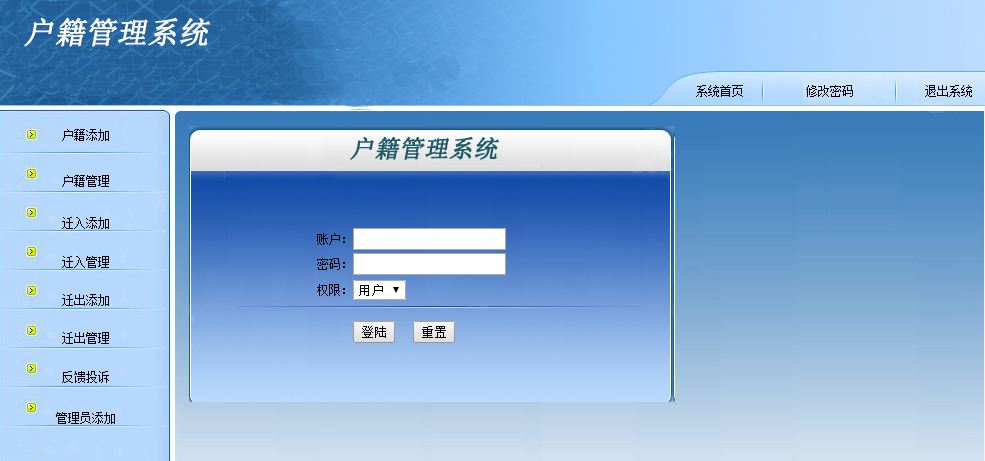 户籍管理系统
系统首页 修改密码 退出系统
户籍添加
户籍管理
迁入添加
迁入管理
迁出添加
迁出管理
反馈投诉
管理员添加
户籍管理系统
账户：
密码：
权限： 用户
登陆 重置